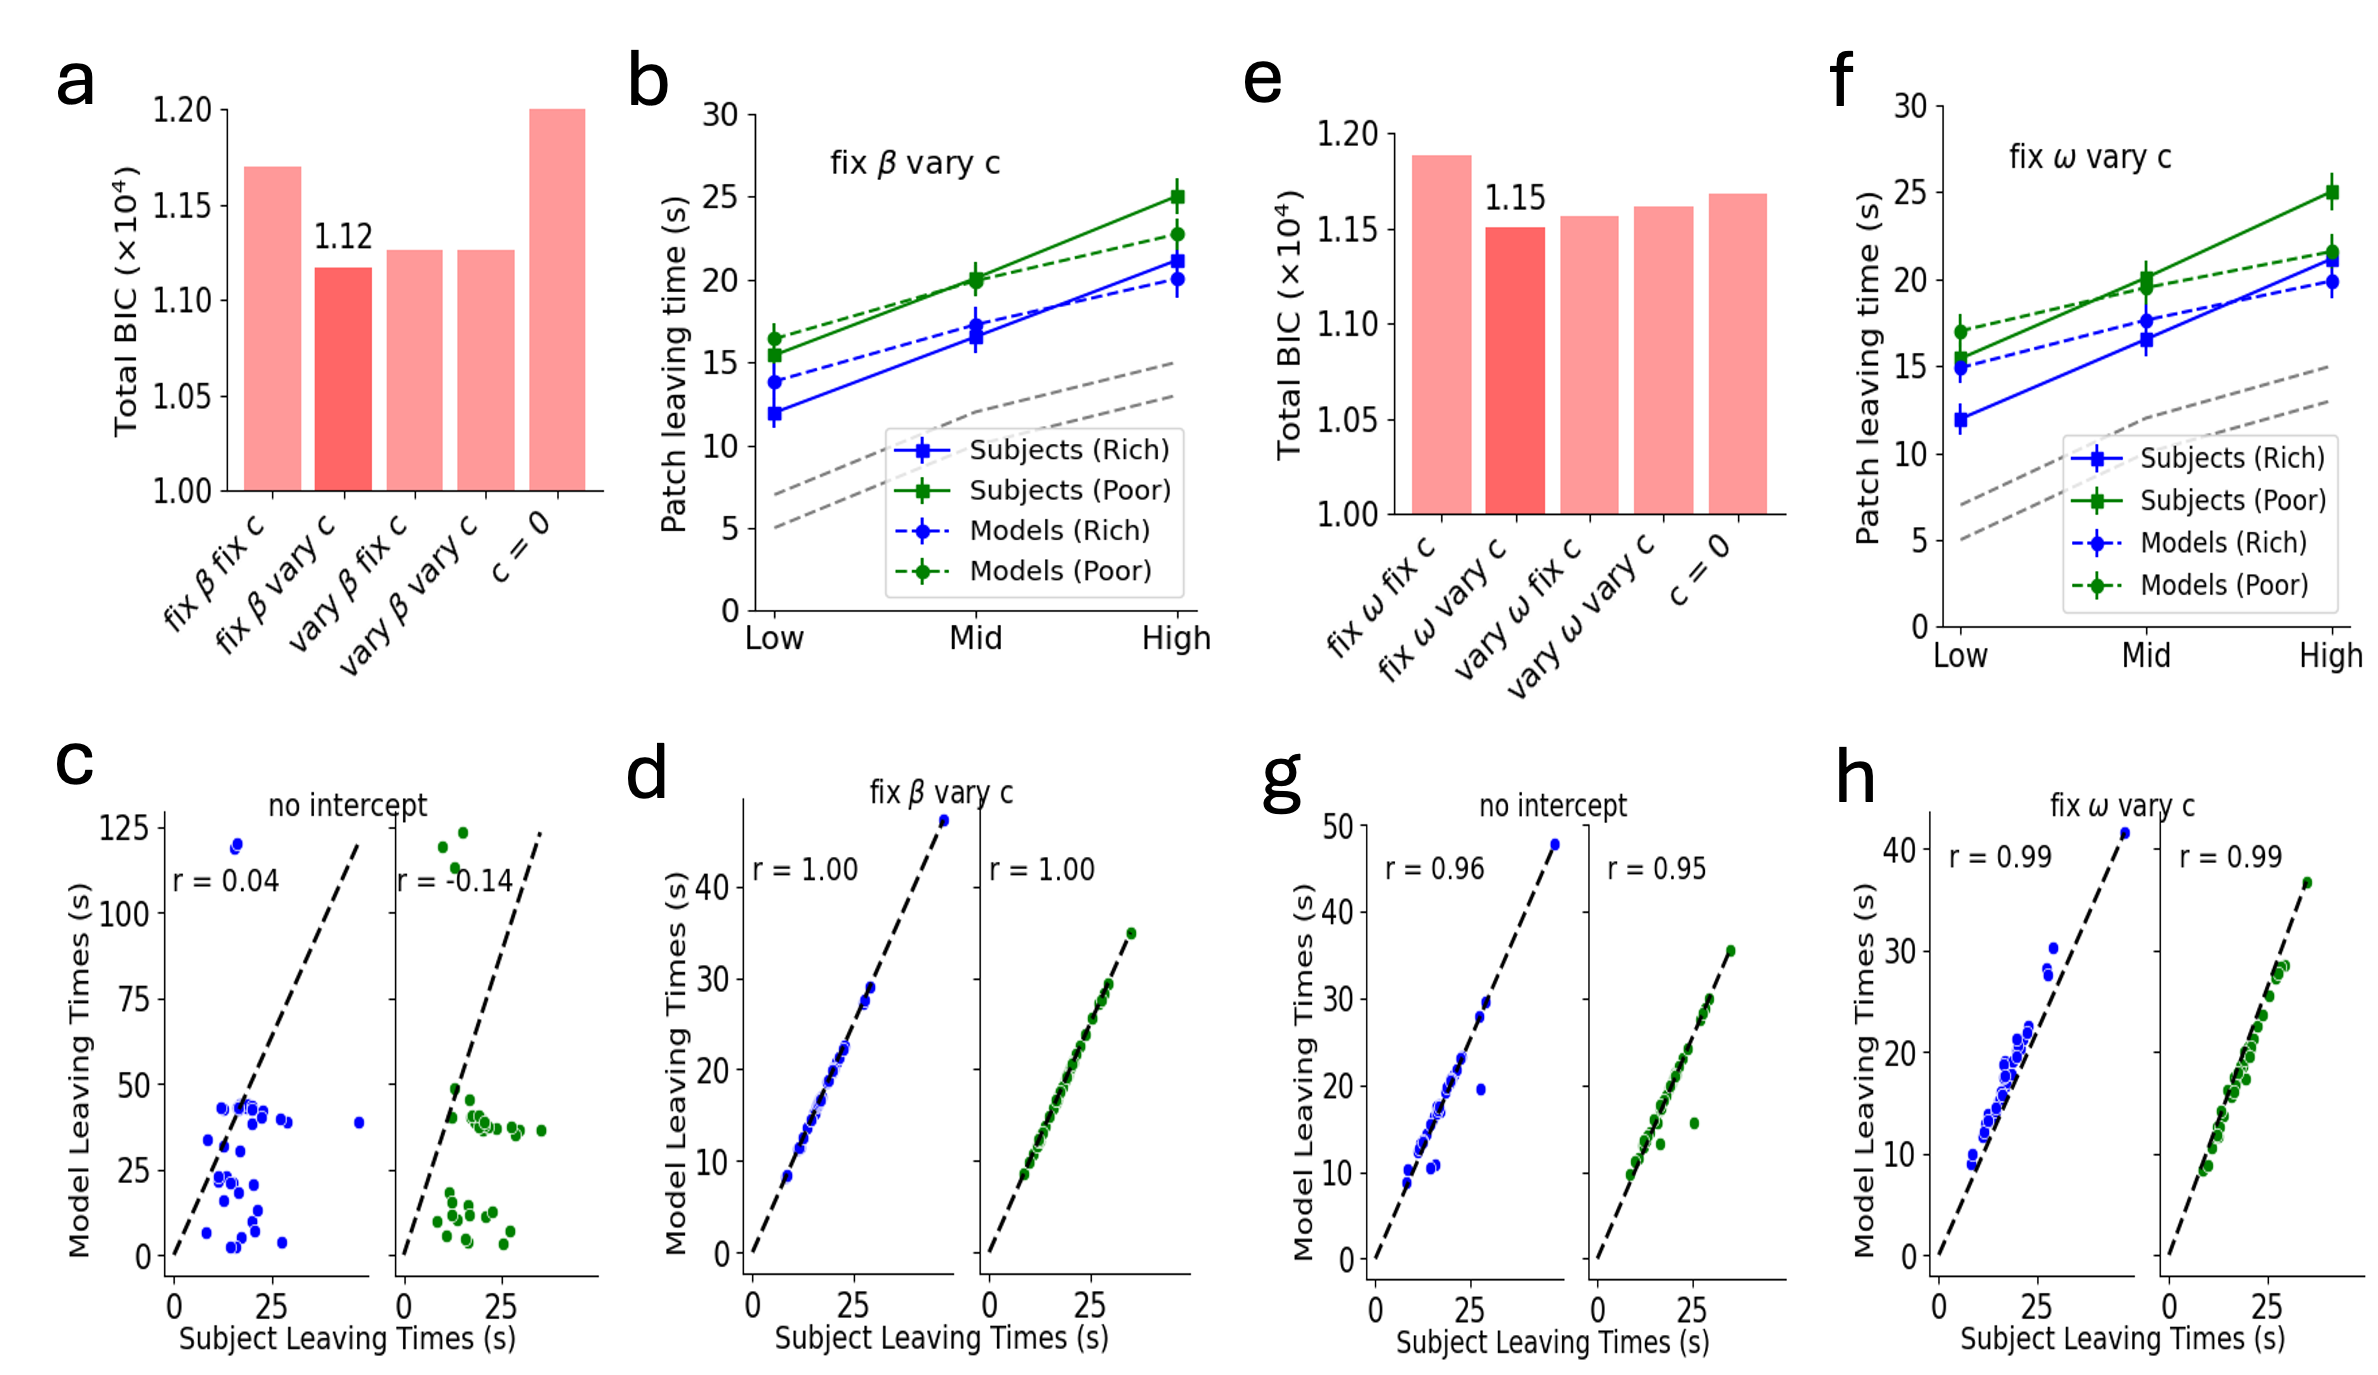 a
Total BIC (×10⁴)
1.20
1.15
1.10
1.05
1.00
1.12
fix β fix c
fix β vary c
vary β fix c
vary β vary c
c = 0
b
Patch leaving time (s)
30
25
20
15
10
5
0
fix β vary c
Subjects (Rich)
Subjects (Poor)
Models (Rich)
Models (Poor)
Low Mid High
e
Total BIC (×10⁴)
1.20
1.15
1.10
1.05
1.00
1.15
fix ω fix c
fix ω vary c
vary ω fix c
vary ω vary c
c = 0
f
Patch leaving time (s)
30
25
20
15
10
5
0
fix ω vary c
Subjects (Rich)
Subjects (Poor)
Models (Rich)
Models (Poor)
Low Mid High
c
no intercept
Model Leaving Times (s)
125
100
75
50
25
0
r = 0.04
r = -0.14
0 25 0 25
Subject Leaving Times (s)
d
fix β vary c
Model Leaving Times (s)
40
30
20
10
0
r = 1.00
r = 1.00
0 25 0 25
Subject Leaving Times (s)
g
no intercept
Model Leaving Times (s)
50
40
30
20
10
0
r = 0.96
r = 0.95
0 25 0 25
Subject Leaving Times (s)
h
fix ω vary c
Model Leaving Times (s)
40
30
20
10
0
r = 0.99
r = 0.99
0 25 0 25
Subject Leaving Times (s)